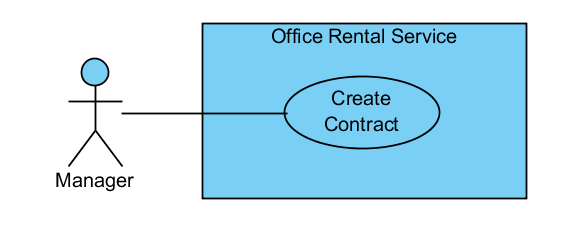 Office Rental Service
Create
Contract
Manager